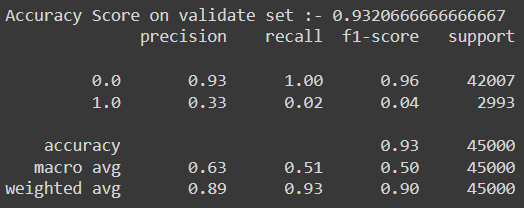 Accuracy Score on validate set :- 0.9320666666666667
precision recall f1-score support
0.0 0.93 1.00 0.96 42007
1.0 0.33 0.02 0.04 2993
accuracy 0.93 45000
macro avg 0.63 0.51 0.50 45000
weighted avg 0.89 0.93 0.90 45000